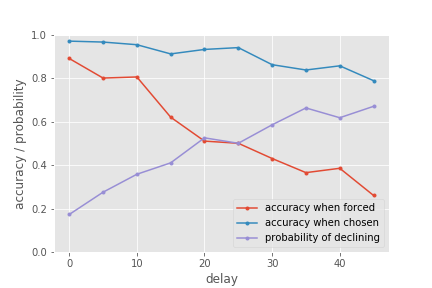 1.0
0.8
0.6
0.4
0.2
0.0
accuracy / probability
accuracy when forced
accuracy when chosen
probability of declining
0 10 20 30 40
delay